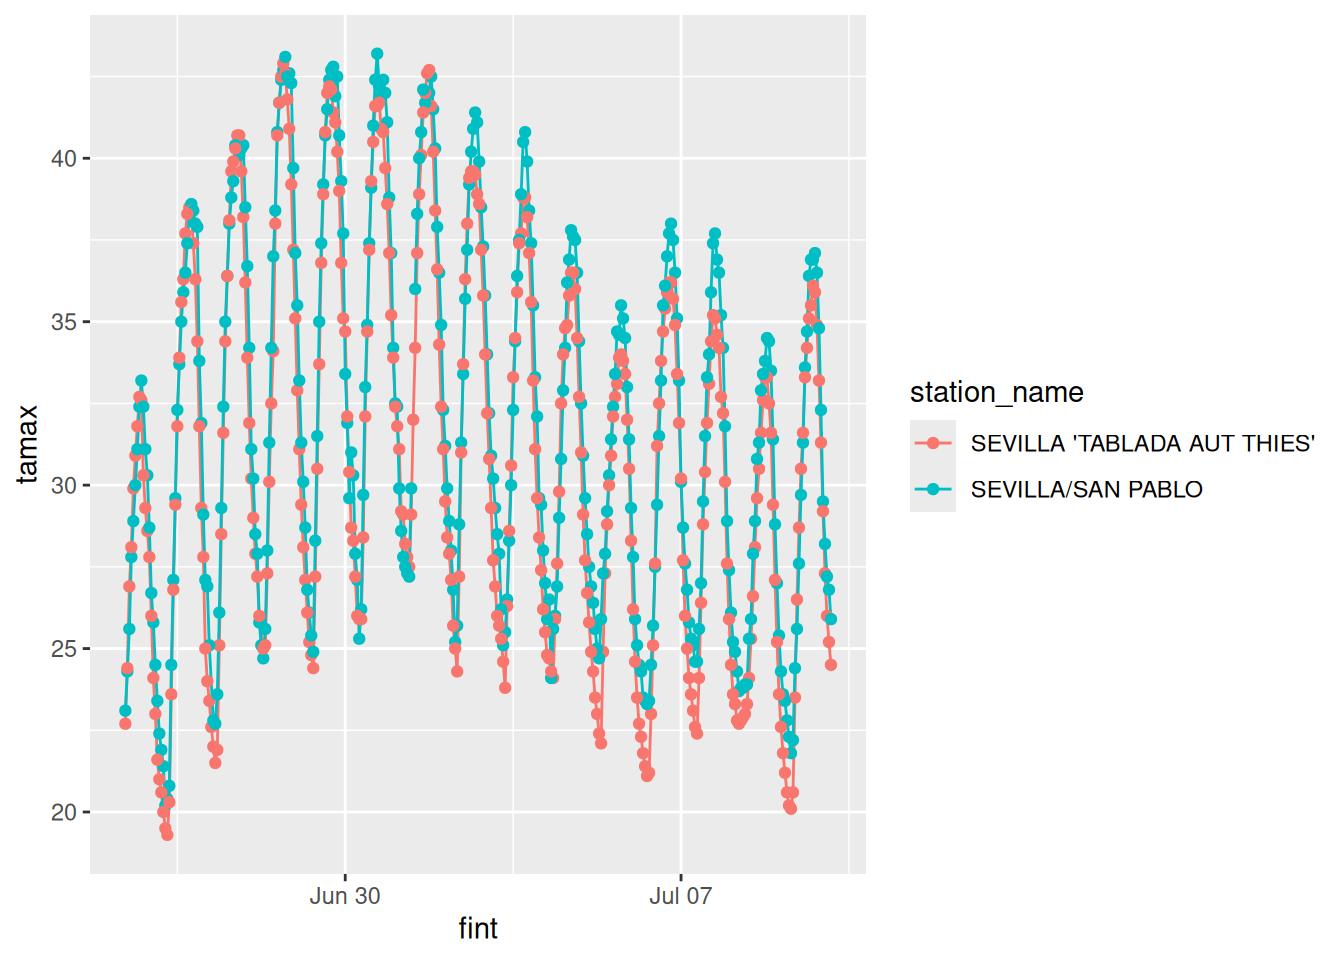 tamax
40
35
30
25
20
Jun 30
Jul 07
fint
station_name
SEVILLA 'TABLADA AUT THIES'
SEVILLA/SAN PABLO